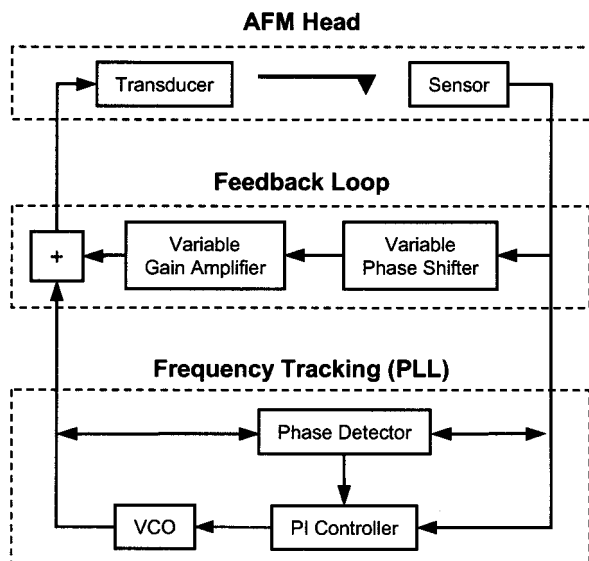 AFM Head
Transducer
Sensor
Feedback Loop
+
Variable
Gain Amplifier
Variable
Phase Shifter
Frequency Tracking (PLL)
Phase Detector
VCO
PI Controller